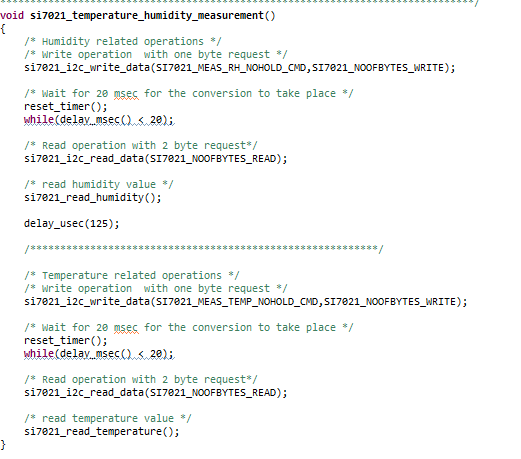 ******************************************************************************/
void si7021_temperature_humidity_measurement()
{
    /* Humidity related operations */
    /* Write operation  with one byte request */
    si7021_i2c_write_data(SI7021_MEAS_RH_NOHOLD_CMD,SI7021_NOOFBYTES_WRITE);
    /* Wait for 20 msec for the conversion to take place */
    reset_timer();
    while(delay_msec() < 20);
    /* Read operation with 2 byte request*/
    si7021_i2c_read_data(SI7021_NOOFBYTES_READ);
    /* read humidity value */
    si7021_read_humidity();
    delay_usec(125);
    /**********************************************************/
    /* Temperature related operations */
    /* Write operation  with one byte request */
    si7021_i2c_write_data(SI7021_MEAS_TEMP_NOHOLD_CMD,SI7021_NOOFBYTES_WRITE);
    /* Wait for 20 msec for the conversion to take place */
    reset_timer();
    while(delay_msec() < 20);
    /* Read operation with 2 byte request*/
    si7021_i2c_read_data(SI7021_NOOFBYTES_READ);
    /* read temperature value */
    si7021_read_temperature();
}